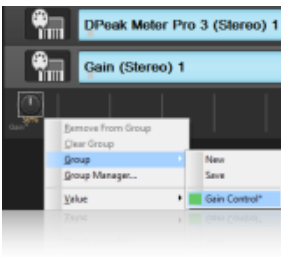 DPeak Meter Pro 3 (Stereo) 1
Gain (Stereo) 1
Gain
Remove From Group
Clear Group
Group
New
Group Manager...
Save
Value
Gain Control*